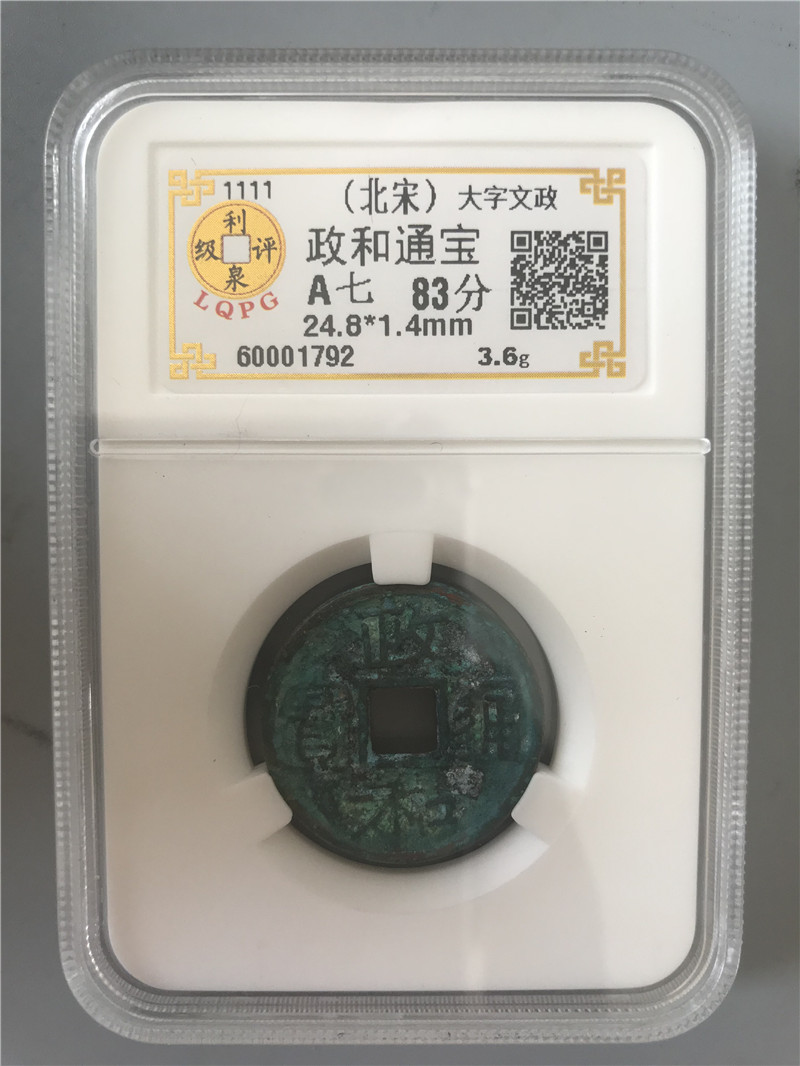 1111 （北宋）大字文政
利泉评级
LQPG
政和通宝
A七 83分
24.8*1.4mm
60001792 3.6g
政和通寶